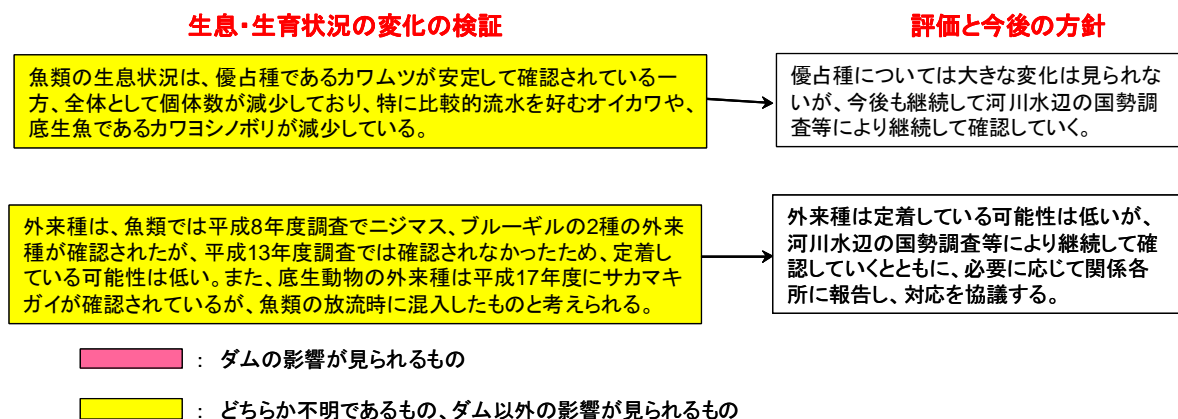 生息・生育状況の変化の検証
評価と今後の方針
魚類の生息状況は、優占種であるカワムツが安定して確認されている一
方、全体として個体数が減少しており、特に比較的流水を好むオイカワや、
底生魚であるカワヨシノボリが減少している。
優占種については大きな変化は見られな
いが、今後も継続して河川水辺の国勢調
査等により継続して確認していく。
外来種は、魚類では平成8年度調査でニジマス、ブルーギルの2種の外来
種が確認されたが、平成13年度調査では確認されなかったため、定着し
ている可能性は低い。また、底生動物の外来種は平成17年度にサカマキ
ガイが確認されているが、魚類の放流時に混入したものと考えられる。
外来種は定着している可能性は低いが、
河川水辺の国勢調査等により継続して確
認していくとともに、必要に応じて関係各
所に報告し、対応を協議する。
： ダムの影響が見られるもの
： どちらか不明であるもの、ダム以外の影響が見られるもの